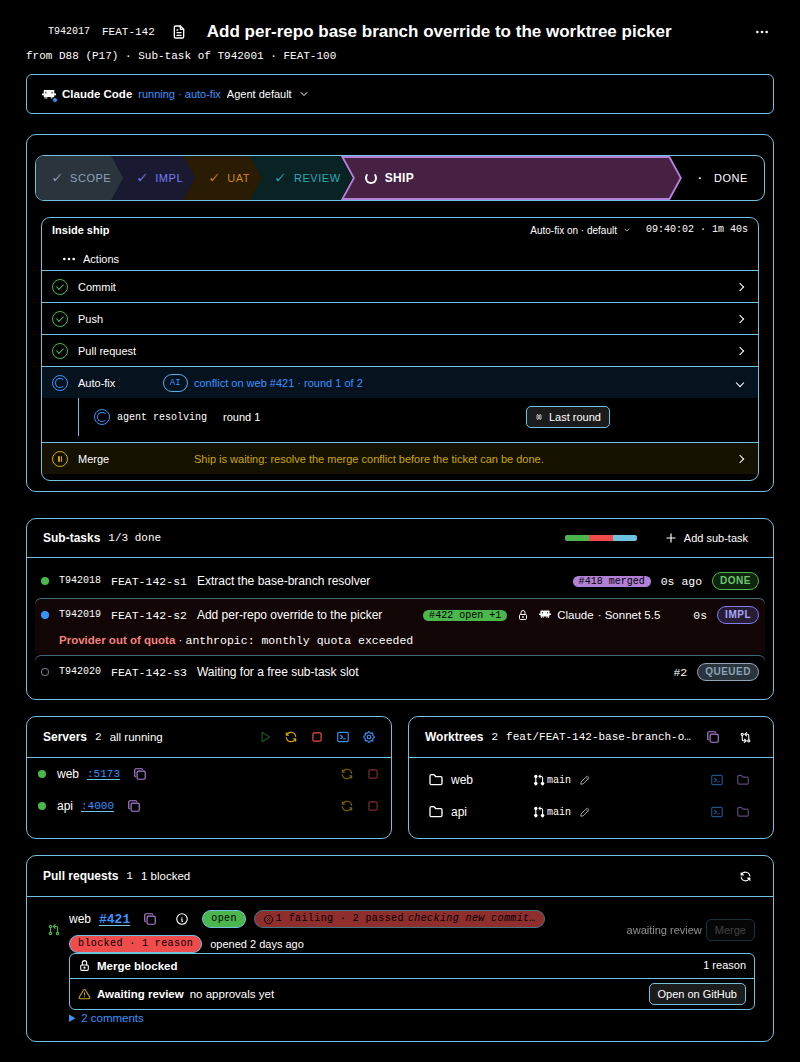 T942017 FEAT-142 Add per-repo base branch override to the worktree picker
from D88 (P17) · Sub-task of T942001 · FEAT-100
Claude Code running · auto-fix Agent default
SCOPE IMPL UAT REVIEW SHIP DONE
Inside ship Auto-fix on · default 09:40:02 · 1m 40s
Actions
Commit
Push
Pull request
Auto-fix AI conflict on web #421 · round 1 of 2
agent resolving round 1 Last round
Merge Ship is waiting: resolve the merge conflict before the ticket can be done.
Sub-tasks 1/3 done Add sub-task
T942018 FEAT-142-s1 Extract the base-branch resolver #418 merged 0s ago DONE
T942019 FEAT-142-s2 Add per-repo override to the picker #422 open +1 Claude · Sonnet 5.5 0s IMPL
Provider out of quota · anthropic: monthly quota exceeded
T942020 FEAT-142-s3 Waiting for a free sub-task slot #2 QUEUED
Servers 2 all running
web :5173
api :4000
Worktrees 2 feat/FEAT-142-base-branch-o…
web main
api main
Pull requests 1 1 blocked
web #421 open 1 failing · 2 passed checking new commit…
blocked · 1 reason opened 2 days ago
awaiting review Merge
Merge blocked 1 reason
Awaiting review no approvals yet Open on GitHub
2 comments